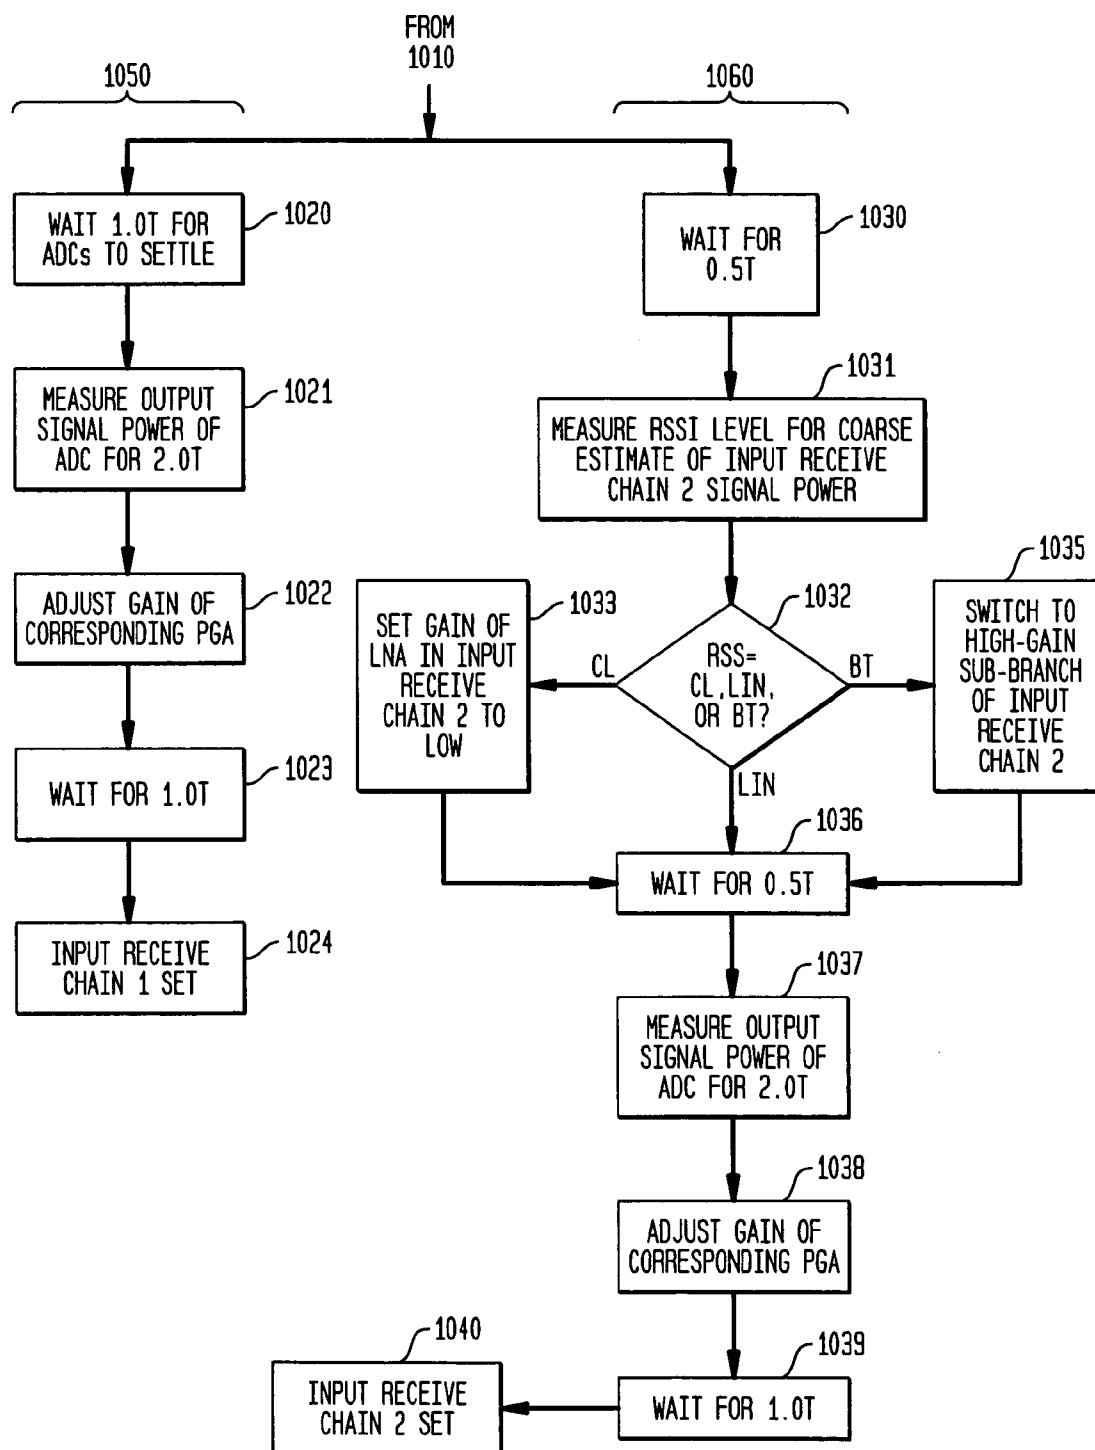 FROM
1010
1050
1060
WAIT 1.0T FOR
ADCs TO SETTLE
1020
MEASURE OUTPUT
SIGNAL POWER OF
ADC FOR 2.0T
1021
ADJUST GAIN OF
CORRESPONDING PGA
1022
WAIT FOR 1.0T
1023
INPUT RECEIVE
CHAIN 1 SET
1024
WAIT FOR
0.5T
1030
MEASURE RSSI LEVEL FOR COARSE
ESTIMATE OF INPUT RECEIVE
CHAIN 2 SIGNAL POWER
1031
RSS=
CL,LIN,
OR BT?
1032
CL
BT
LIN
SET GAIN OF
LNA IN INPUT
RECEIVE
CHAIN 2 TO
LOW
1033
SWITCH TO
HIGH-GAIN
SUB-BRANCH
OF INPUT
RECEIVE
CHAIN 2
1035
WAIT FOR 0.5T
1036
MEASURE OUTPUT
SIGNAL POWER OF
ADC FOR 2.0T
1037
ADJUST GAIN OF
CORRESPONDING PGA
1038
WAIT FOR 1.0T
1039
INPUT RECEIVE
CHAIN 2 SET
1040